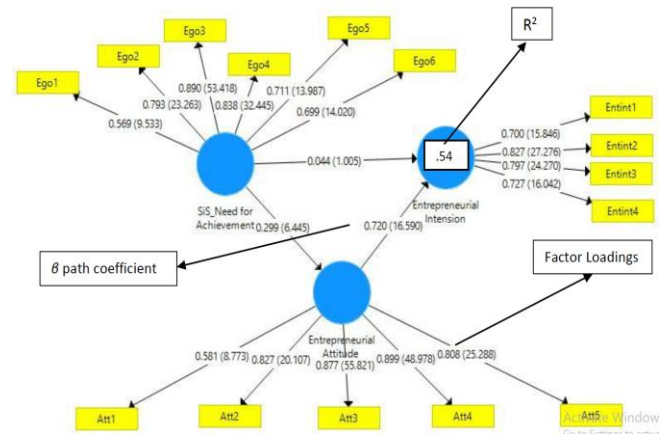 Ego3
R²
Ego5
Ego2
Ego4
Ego6
Ego1
0.890 (53.418)
0.711 (13.987)
0.793 (23.263)
0.838 (32.445)
0.699 (14.020)
0.569 (9.533)
Entint1
0.700 (15.846)
0.827 (27.276)
Entint2
.54
0.797 (24.270)
Entint3
0.044 (1.005)
0.727 (16.042)
Entint4
SiS_Need for
Achievement
Entrepreneurial
Intension
0.299 (6.445)
0.720 (16.590)
β path coefficient
Factor Loadings
Entrepreneurial
Attitude
0.581 (8.773)
0.827 (20.107)
0.877 (55.821)
0.899 (48.978)
0.808 (25.288)
Att1
Att2
Att3
Att4
Att5
Activate Window
Go to Settings to activ